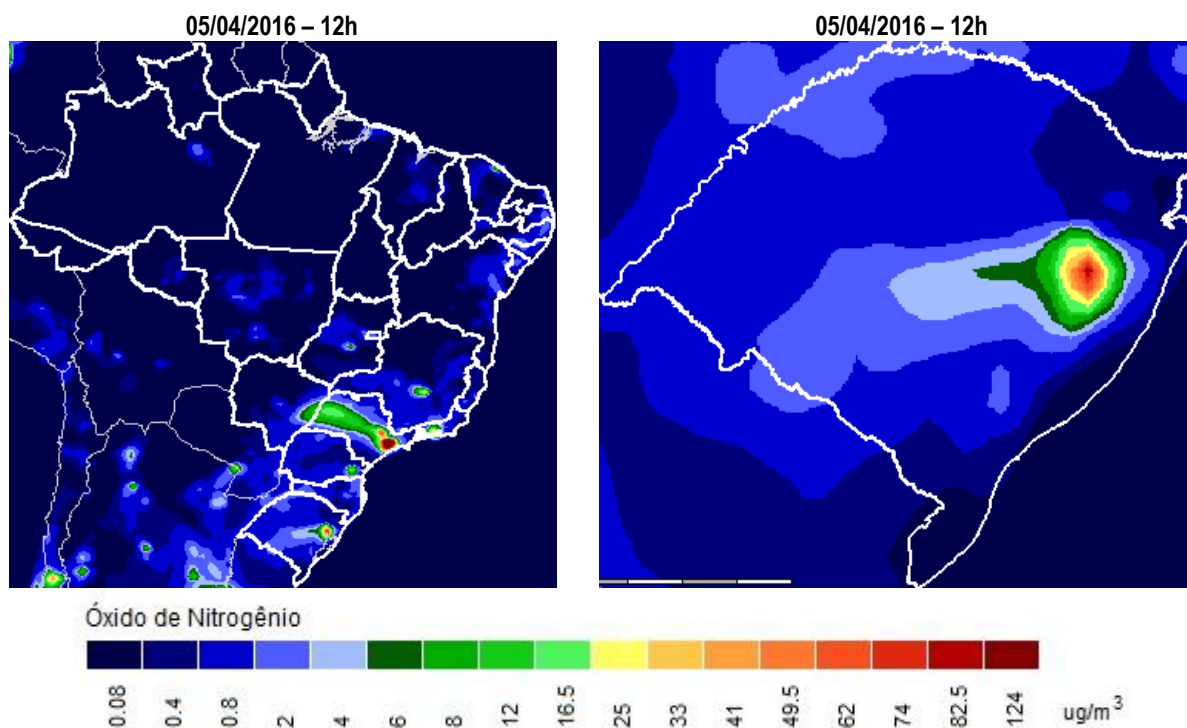 05/04/2016 – 12h
05/04/2016 – 12h
Óxido de Nitrogênio
0.08 0.4 0.8 2 4 6 8 12 16.5 25 33 41 49.5 62 74 82.5 124 ug/m³